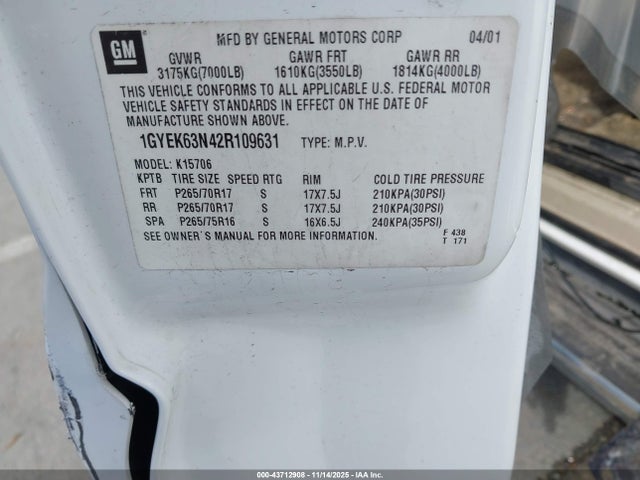 GM
MFD BY GENERAL MOTORS CORP 04/01
GVWR GAWR FRT GAWR RR
3175KG(7000LB) 1610KG(3550LB) 1814KG(4000LB)
THIS VEHICLE CONFORMS TO ALL APPLICABLE U.S. FEDERAL MOTOR
VEHICLE SAFETY STANDARDS IN EFFECT ON THE DATE OF
MANUFACTURE SHOWN ABOVE.
1GYEK63N42R109631 TYPE: M.P.V.
MODEL: K15706
KPTB TIRE SIZE SPEED RTG RIM COLD TIRE PRESSURE
FRT P265/70R17 S 17X7.5J 210KPA(30PSI)
RR P265/70R17 S 17X7.5J 210KPA(30PSI)
SPA P265/75R16 S 16X6.5J 240KPA(35PSI)
SEE OWNER'S MANUAL FOR MORE INFORMATION.
F 438
T 171
000-43712908 - 11/14/2025 - IAA Inc.